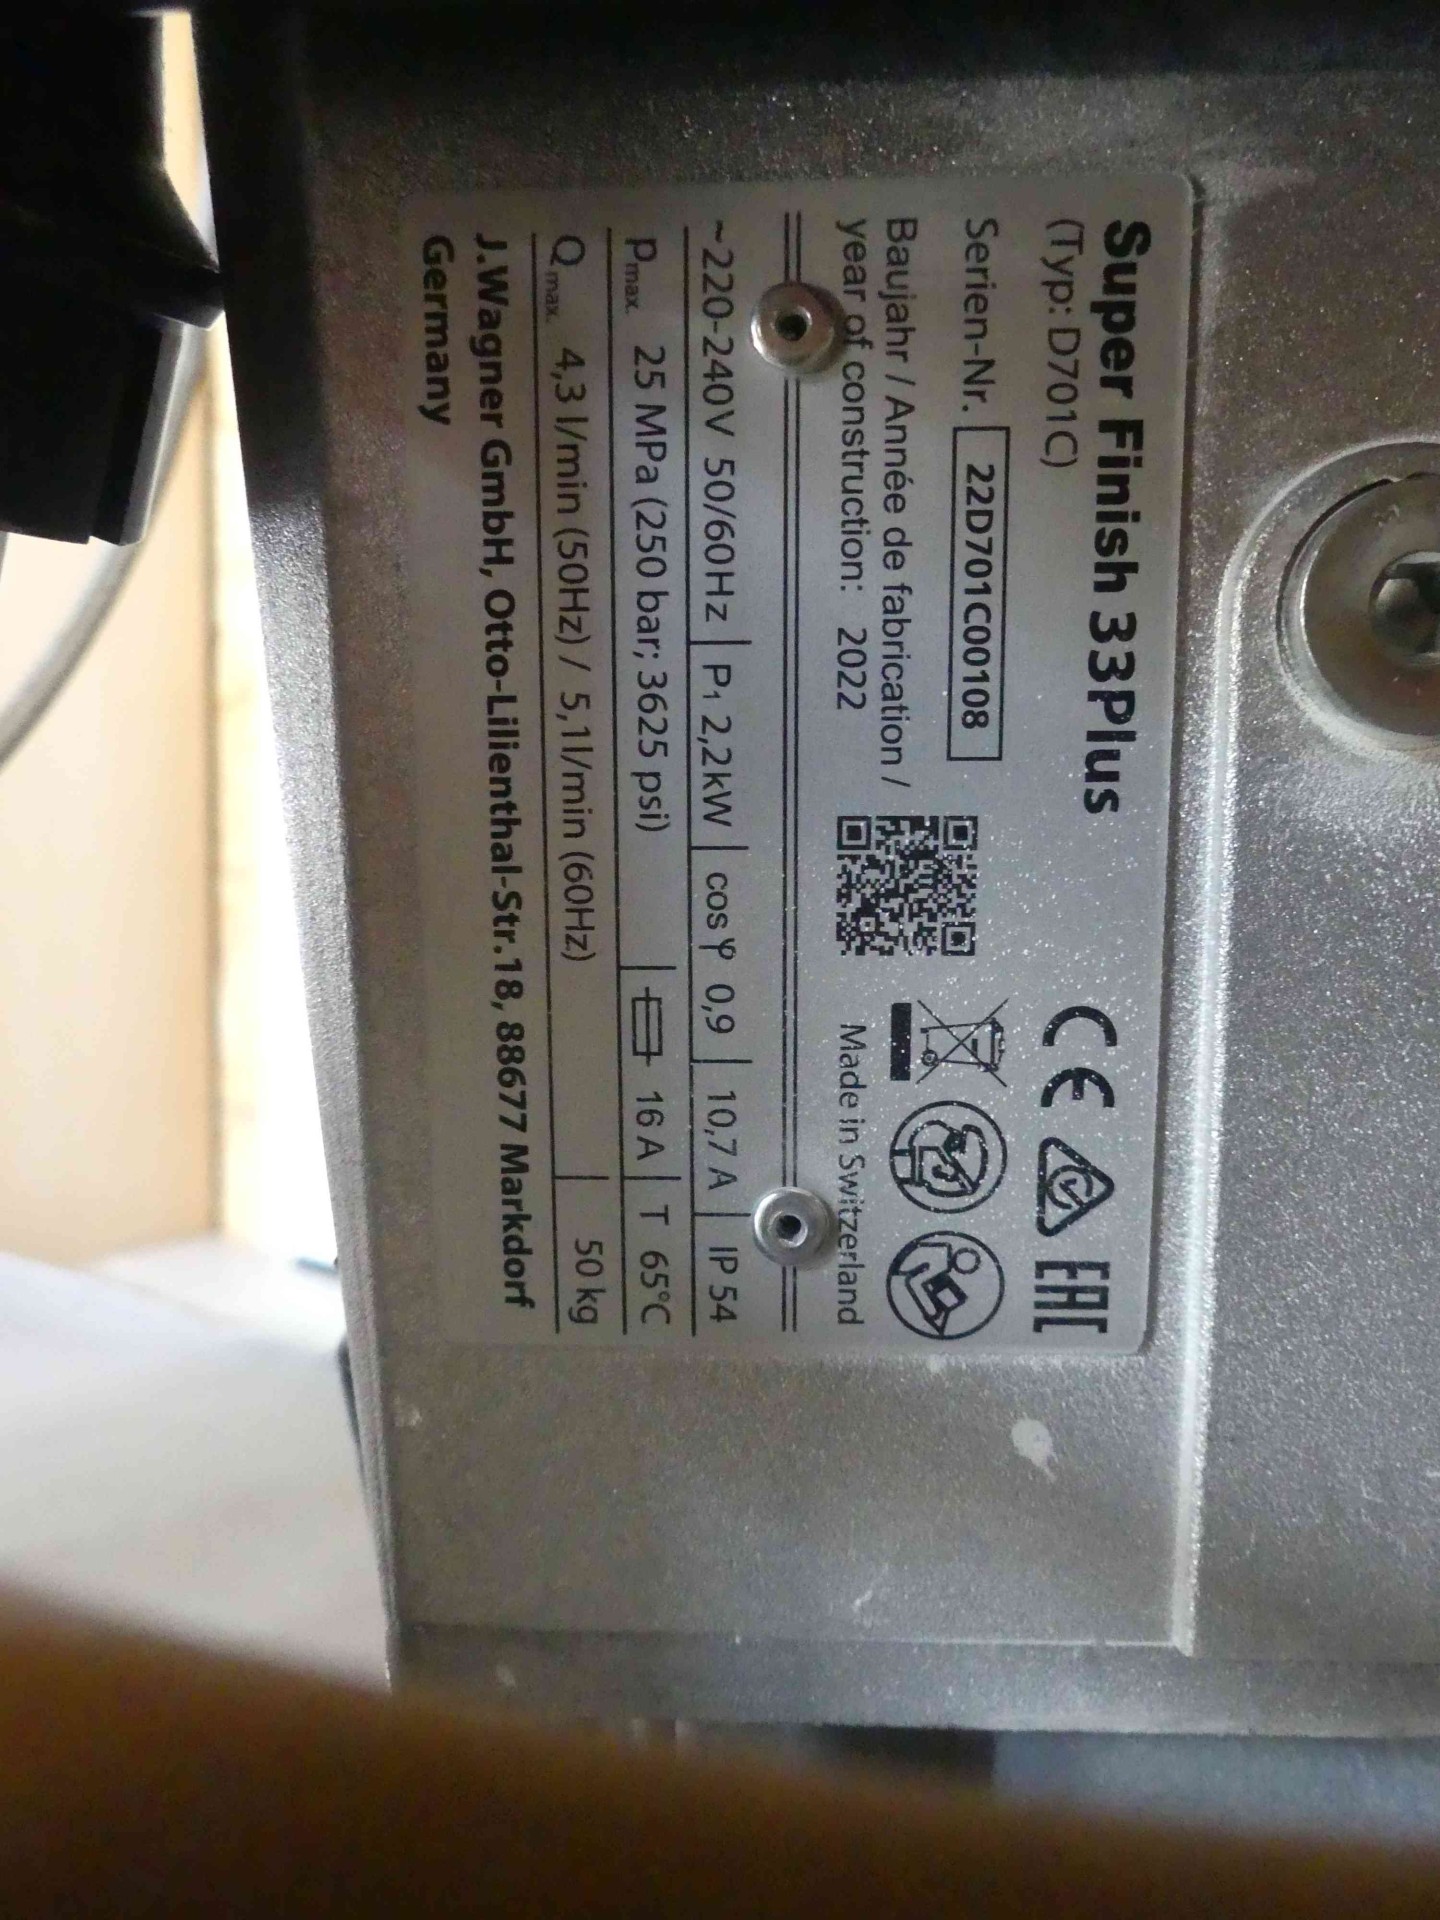 Super Finish 33Plus
(Typ: D701C)
CE EAC
Serien-Nr. 22D701C00108
Baujahr / Année de fabrication /
year of construction: 2022
Made in Switzerland
~220-240V 50/60Hz | P1 2,2kW | cos φ 0,9 | 10,7 A | IP 54
Pmax. 25 MPa (250 bar; 3625 psi) | 16 A | T 65°C
Qmax. 4,3 l/min (50Hz) / 5,1l/min (60Hz) | 50 kg
J.Wagner GmbH, Otto-Lilienthal-Str.18, 88677 Markdorf
Germany